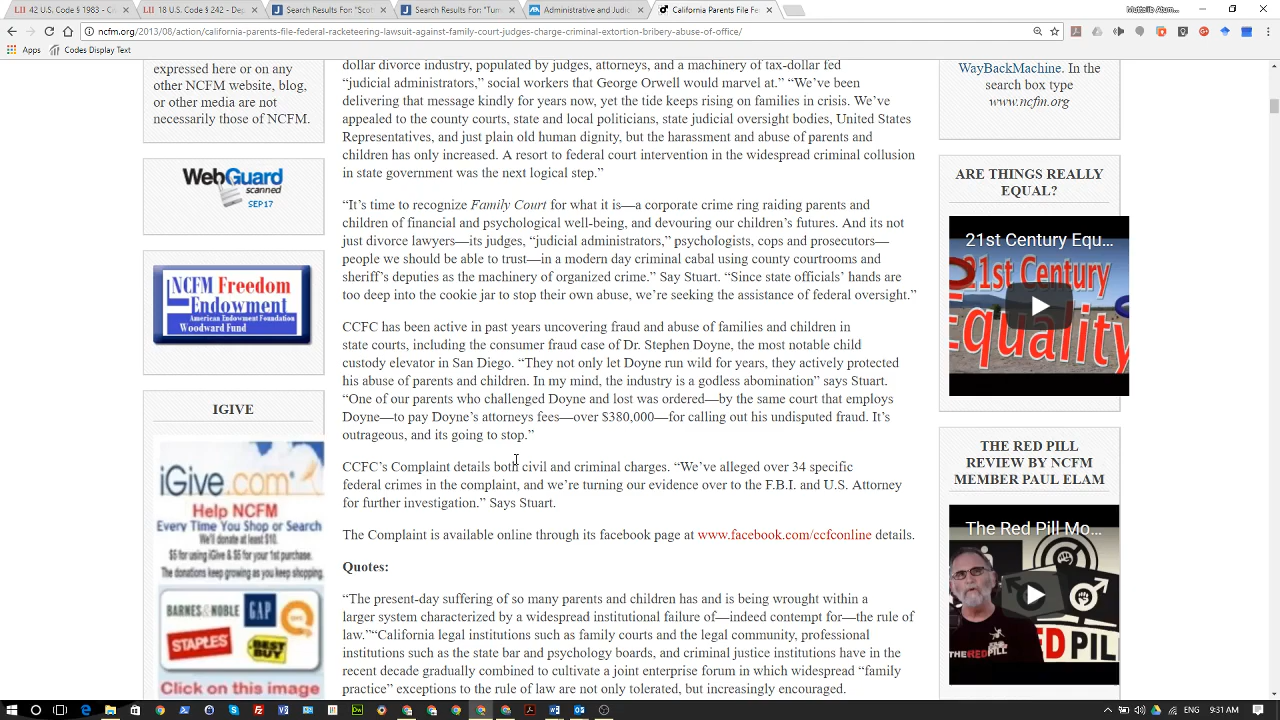 42 U.S. Code § 1983 - C
18 U.S. Code § 242 - De
Search Results For: "Sco
Search Results For: "Tur
Administrative and Judic
California Parents File Fe
ncfm.org/2013/08/action/california-parents-file-federal-racketeering-lawsuit-against-family-court-judges-charge-criminal-extortion-bribery-abuse-of-office/
Apps
Codes Display Text
expressed here or on any
other NCFM website, blog,
or other media are not
necessarily those of NCFM.
WebGuard
scanned
SEP17
NCFM Freedom
Endowment
American Endowment Foundation
Woodward Fund
IGIVE
iGive.com
Help NCFM
Every Time You Shop or Search
We'll donate at least $10.
$5 for using iGive & $5 for your 1st purchase.
The donations keep growing as you keep shopping.
BARNES&NOBLE
GAP
STAPLES
BEST BUY
Click on this image
dollar divorce industry, populated by judges, attorneys, and a machinery of tax-dollar fed
“judicial administrators,” social workers that George Orwell would marvel at.” “We’ve been
delivering that message kindly for years now, yet the tide keeps rising on families in crisis. We’ve
appealed to the county courts, state and local politicians, state judicial oversight bodies, United States
Representatives, and just plain old human dignity, but the harassment and abuse of parents and
children has only increased. A resort to federal court intervention in the widespread criminal collusion
in state government was the next logical step.”
“It’s time to recognize Family Court for what it is—a corporate crime ring raiding parents and
children of financial and psychological well-being, and devouring our children’s futures. And its not
just divorce lawyers—its judges, “judicial administrators,” psychologists, cops and prosecutors—
people we should be able to trust—in a modern day criminal cabal using county courtrooms and
sheriff’s deputies as the machinery of organized crime.” Say Stuart. “Since state officials’ hands are
too deep into the cookie jar to stop their own abuse, we’re seeking the assistance of federal oversight.”
CCFC has been active in past years uncovering fraud and abuse of families and children in
state courts, including the consumer fraud case of Dr. Stephen Doyne, the most notable child
custody elevator in San Diego. “They not only let Doyne run wild for years, they actively protected
his abuse of parents and children. In my mind, the industry is a godless abomination” says Stuart.
“One of our parents who challenged Doyne and lost was ordered—by the same court that employs
Doyne—to pay Doyne’s attorneys fees—over $380,000—for calling out his undisputed fraud. It’s
outrageous, and its going to stop.”
CCFC’s Complaint details both civil and criminal charges. “We’ve alleged over 34 specific
federal crimes in the complaint, and we’re turning our evidence over to the F.B.I. and U.S. Attorney
for further investigation.” Says Stuart.
The Complaint is available online through its facebook page at www.facebook.com/ccfconline details.
Quotes:
“The present-day suffering of so many parents and children has and is being wrought within a
larger system characterized by a widespread institutional failure of—indeed contempt for—the rule of
law.”“California legal institutions such as family courts and the legal community, professional
institutions such as the state bar and psychology boards, and criminal justice institutions have in the
recent decade gradually combined to cultivate a joint enterprise forum in which widespread “family
practice” exceptions to the rule of law are not only tolerated, but increasingly encouraged.
WayBackMachine. In the
search box type
www.ncfm.org
ARE THINGS REALLY
EQUAL?
21st Century Equ...
21st Century
Equality
THE RED PILL
REVIEW BY NCFM
MEMBER PAUL ELAM
The Red Pill Mo...
THE RED PILL
RED PILL
ENG
9:31 AM